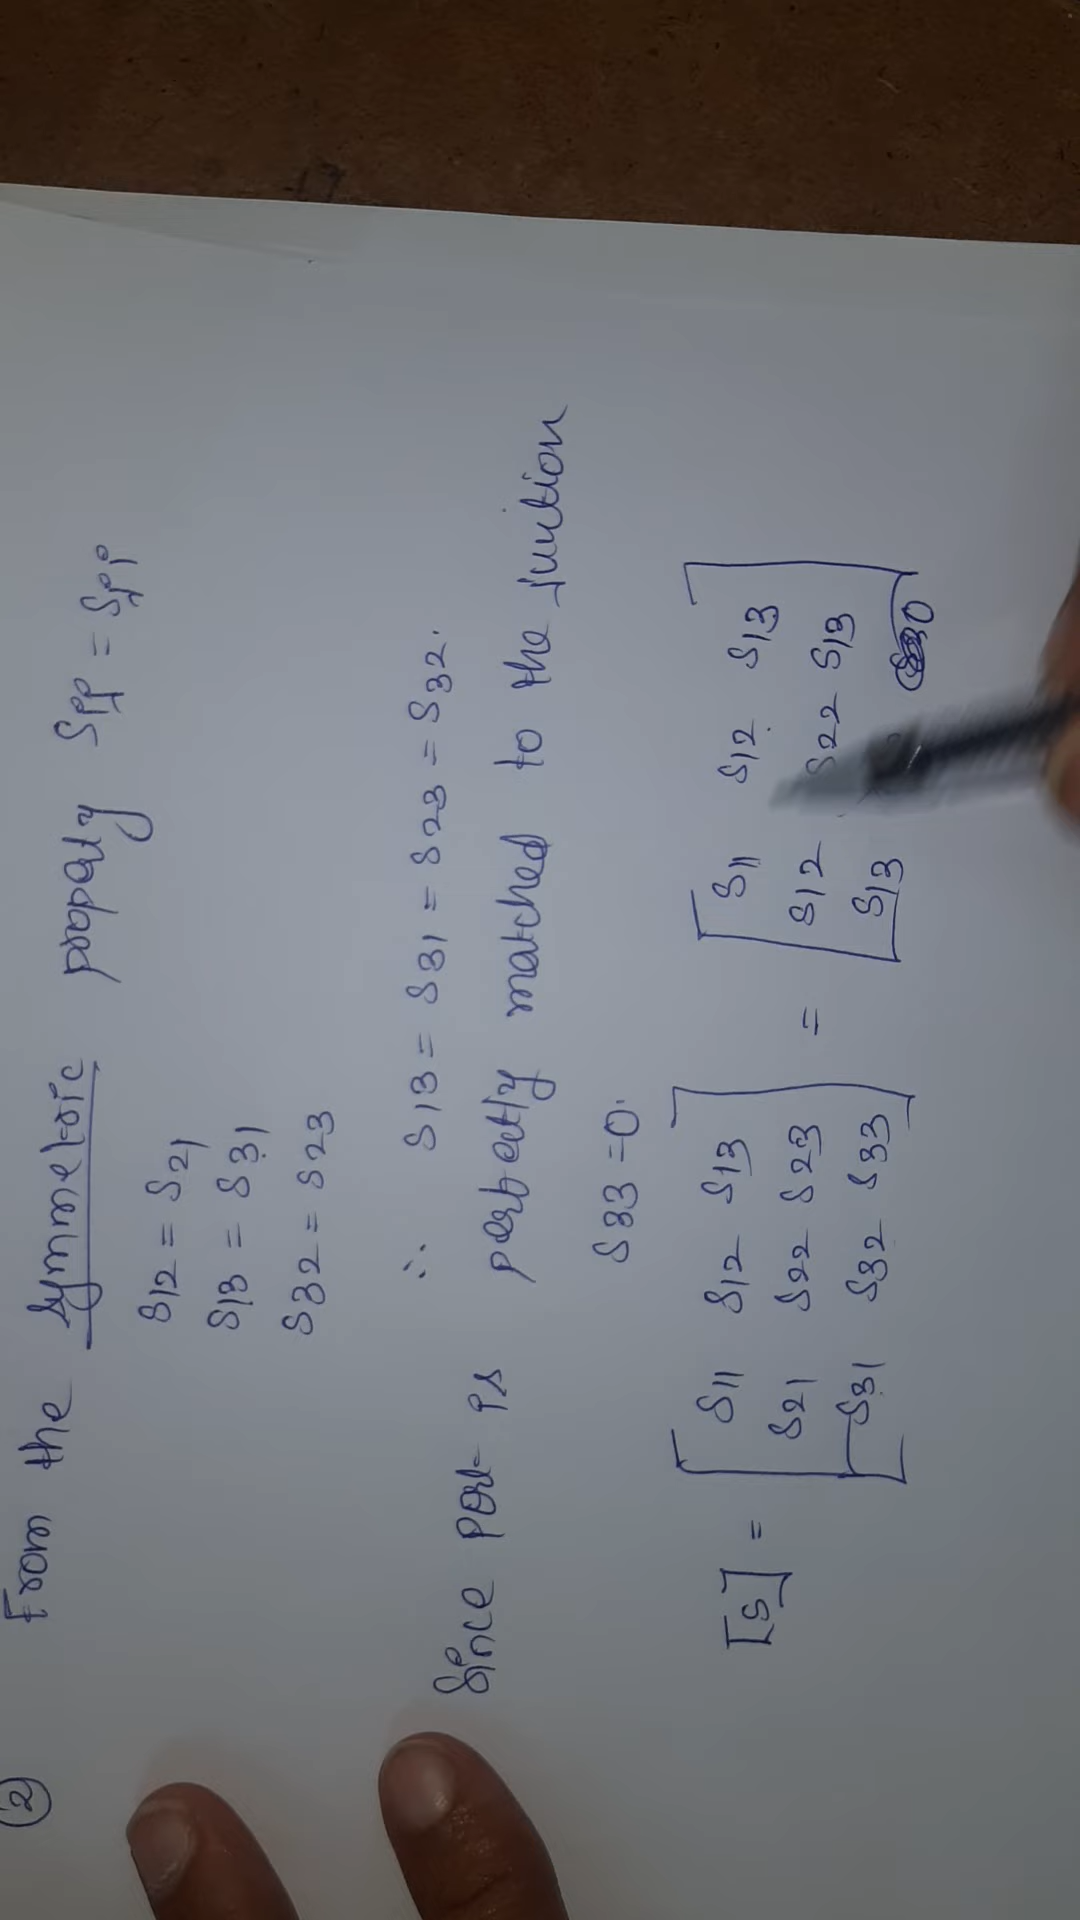 ② From the Symmetric property Sij = Sji
S12 = S21
S13 = S31
S32 = S23
∴ S13 = S31 = S23 = S32.
Since port is perfectly matched to the junction
S33 = 0.
[S] = [ S11 S12 S13 = [ S11 S12 S13 ]
S21 S22 S23 S12 S22 S13
S31 S32 S33 ] S13 0